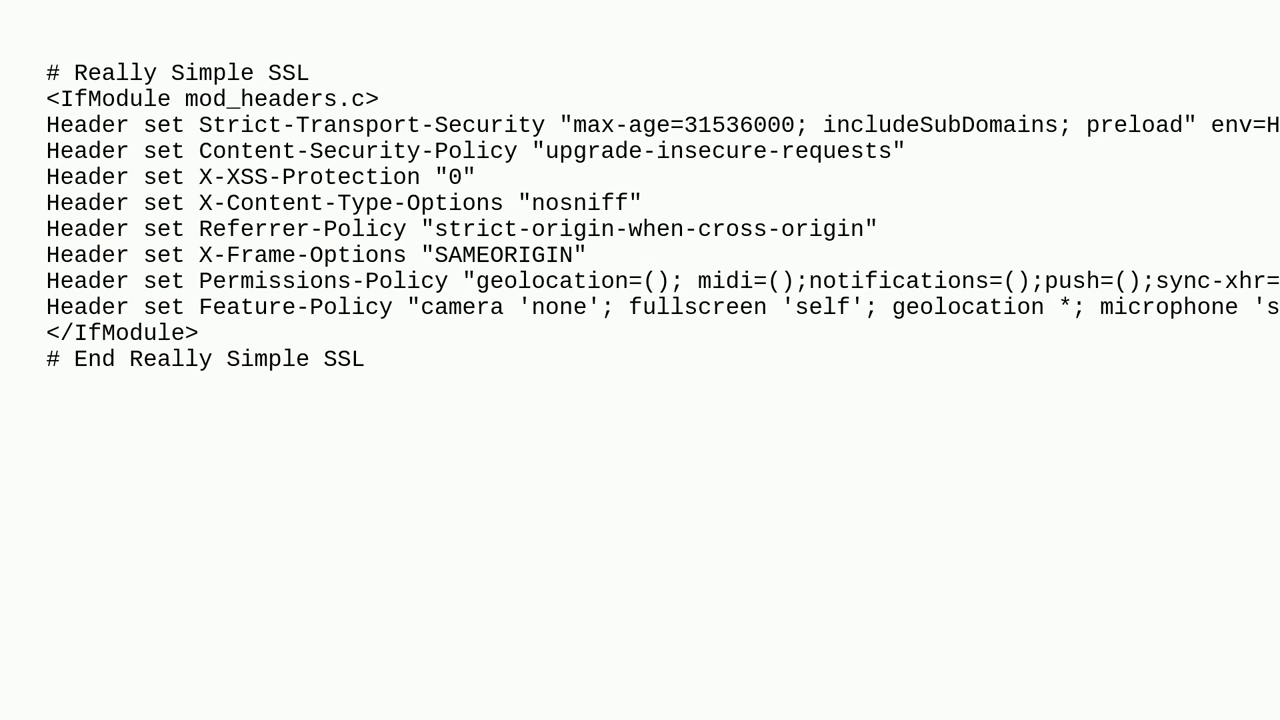 # Really Simple SSL
<IfModule mod_headers.c>
Header set Strict-Transport-Security "max-age=31536000; includeSubDomains; preload" env=H
Header set Content-Security-Policy "upgrade-insecure-requests"
Header set X-XSS-Protection "0"
Header set X-Content-Type-Options "nosniff"
Header set Referrer-Policy "strict-origin-when-cross-origin"
Header set X-Frame-Options "SAMEORIGIN"
Header set Permissions-Policy "geolocation=(); midi=();notifications=();push=();sync-xhr=
Header set Feature-Policy "camera 'none'; fullscreen 'self'; geolocation *; microphone 's
</IfModule>
# End Really Simple SSL